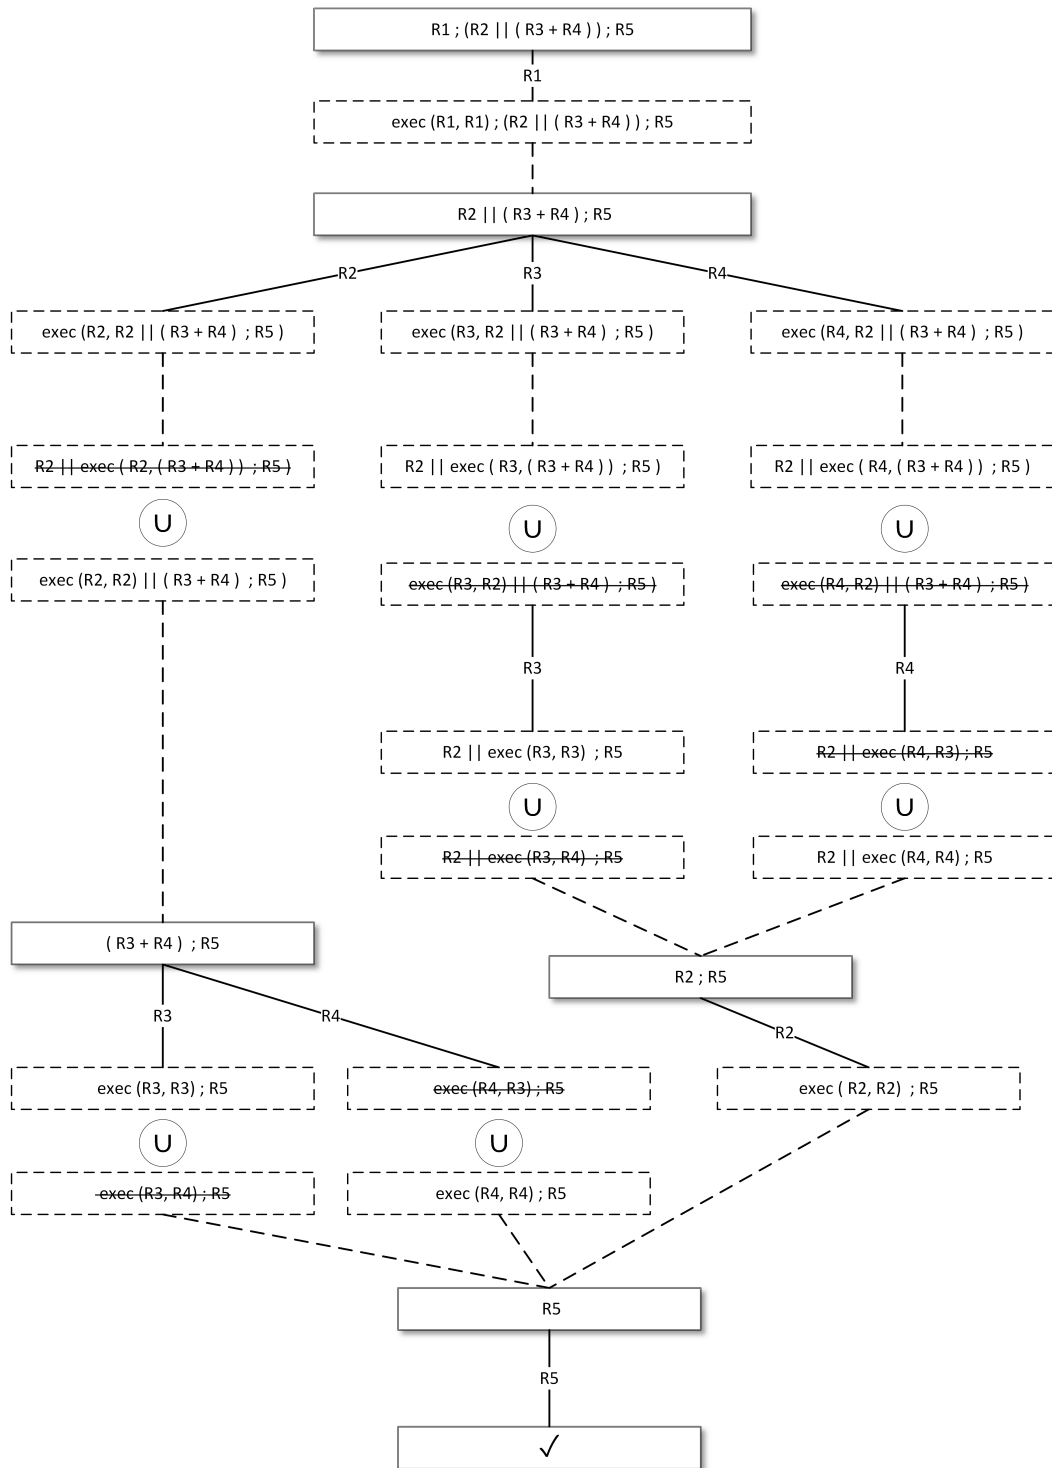 R1 ; (R2 || ( R3 + R4 ) ) ; R5
R1
exec (R1, R1) ; (R2 || ( R3 + R4 ) ) ; R5
R2 || ( R3 + R4 ) ; R5
R2
R3
R4
exec (R2, R2 || ( R3 + R4 ) ; R5 )
exec (R3, R2 || ( R3 + R4 ) ; R5 )
exec (R4, R2 || ( R3 + R4 ) ; R5 )
R2 || exec ( R2, ( R3 + R4 ) ) ; R5 )
R2 || exec ( R3, ( R3 + R4 ) ) ; R5 )
R2 || exec ( R4, ( R3 + R4 ) ) ; R5 )
∪
∪
∪
exec (R2, R2) || ( R3 + R4 ) ; R5 )
exec (R3, R2) || ( R3 + R4 ) ; R5 )
exec (R4, R2) || ( R3 + R4 ) ; R5 )
R3
R4
R2 || exec (R3, R3) ; R5
R2 || exec (R4, R3) ; R5
∪
∪
R2 || exec (R3, R4) ; R5
R2 || exec (R4, R4) ; R5
( R3 + R4 ) ; R5
R2 ; R5
R3
R4
R2
exec (R3, R3) ; R5
exec (R4, R3) ; R5
exec ( R2, R2) ; R5
∪
∪
exec (R3, R4) ; R5
exec (R4, R4) ; R5
R5
R5
✓